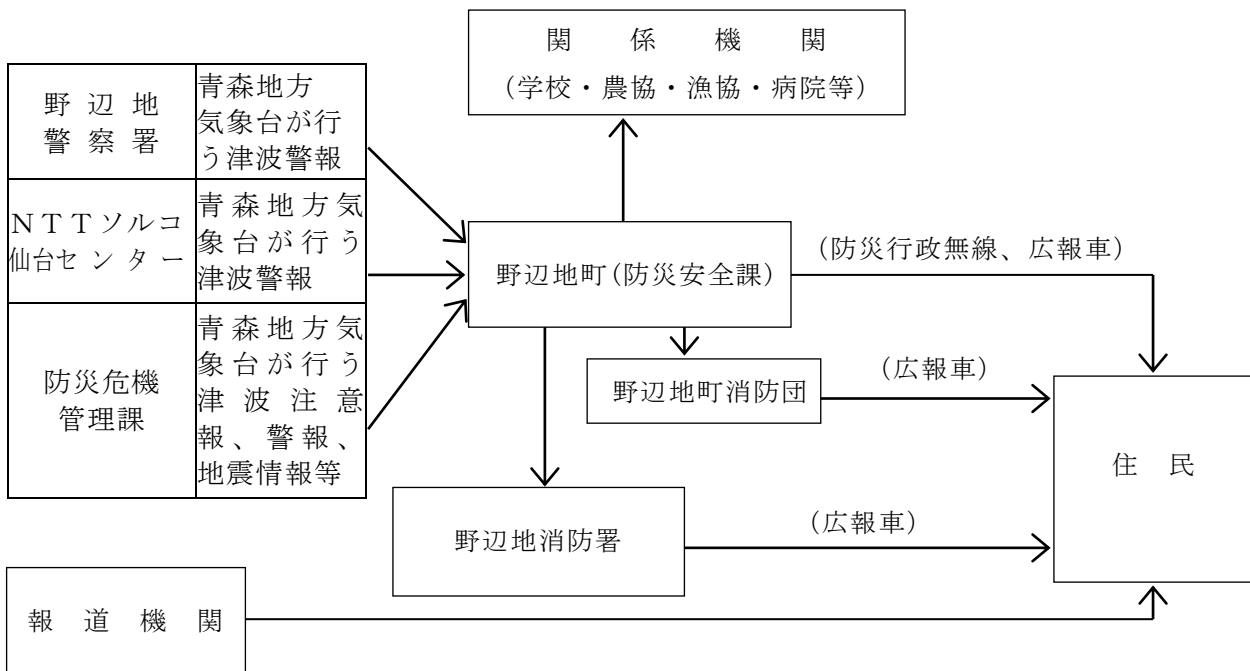 関係機関
(学校・農協・漁協・病院等)
野辺地
警察署
青森地方
気象台が行
う津波警報
NTTソルコ
仙台センター
青森地方気
象台が行う
津波警報
防災危機
管理課
青森地方気
象台が行う
津波注意
報、警報、
地震情報等
野辺地町(防災安全課)
(防災行政無線、広報車)
野辺地町消防団
(広報車)
住民
野辺地消防署
(広報車)
報道機関